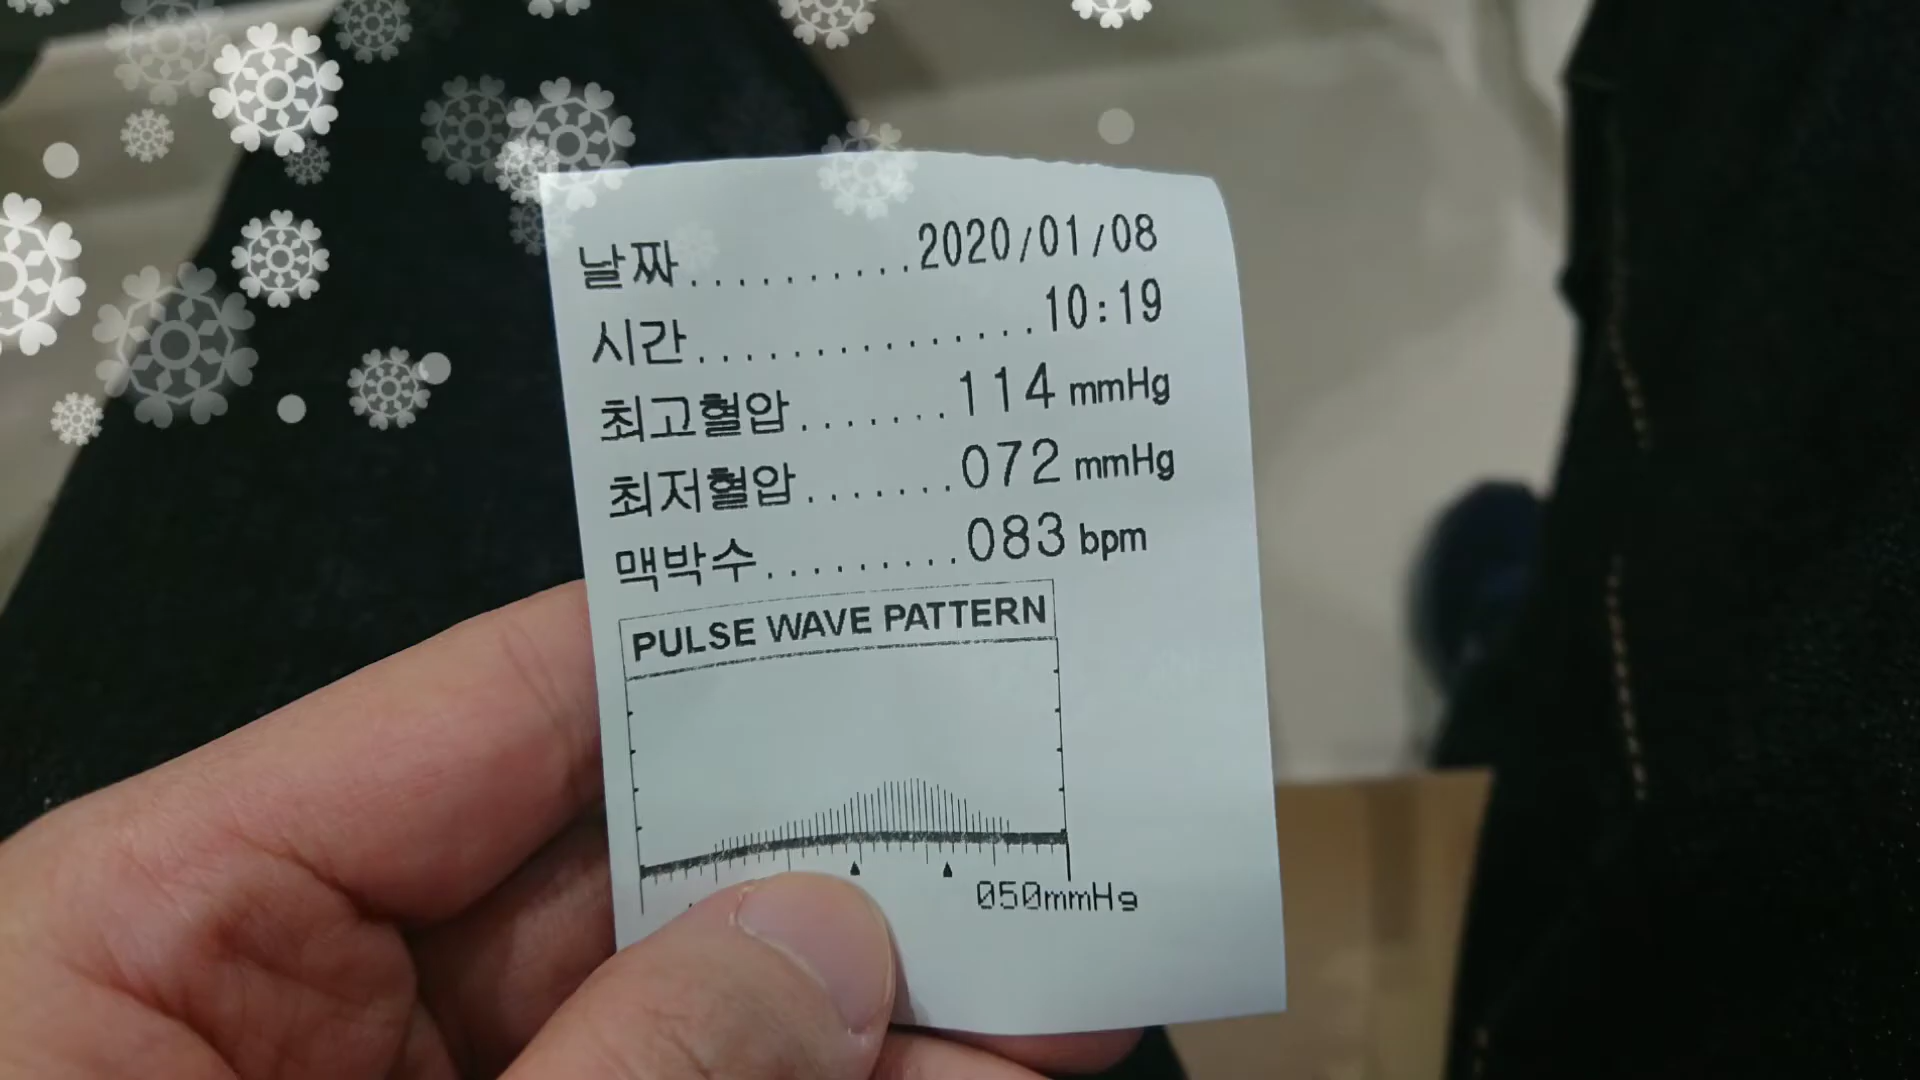 날짜..........2020/01/08
시간...............10:19
최고혈압.......114 mmHg
최저혈압.......072 mmHg
맥박수.........083 bpm
PULSE WAVE PATTERN
050mmHg